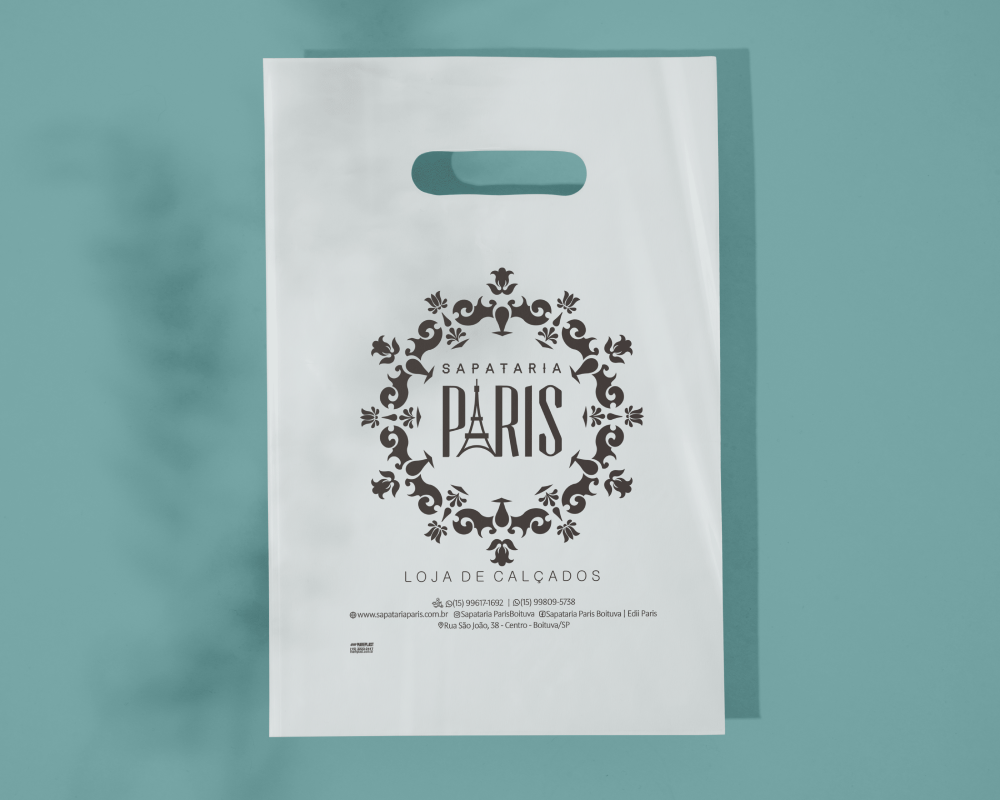 SAPATARIA
PARIS
LOJA DE CALÇADOS
(15) 99617-1692 | (15) 99809-5738
www.sapatariaparis.com.br Sapataria ParisBoituva Sapataria Paris Boituva | Edii Paris
Rua São João, 38 - Centro - Boituva/SP